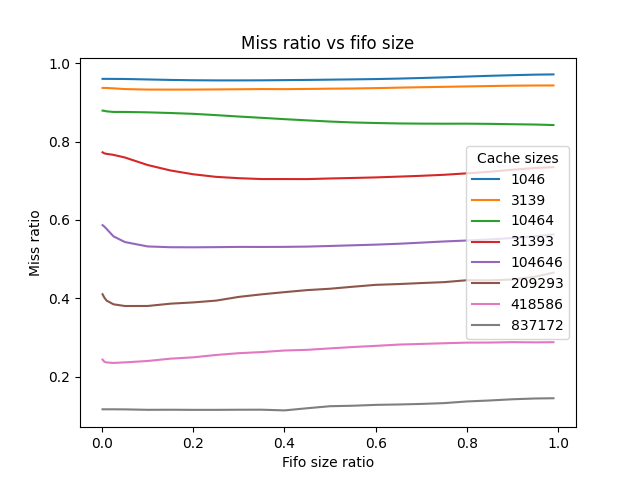 Miss ratio vs fifo size
1.0
0.8
0.6
0.4
0.2
Miss ratio
Cache sizes
1046
3139
10464
31393
104646
209293
418586
837172
0.0 0.2 0.4 0.6 0.8 1.0
Fifo size ratio